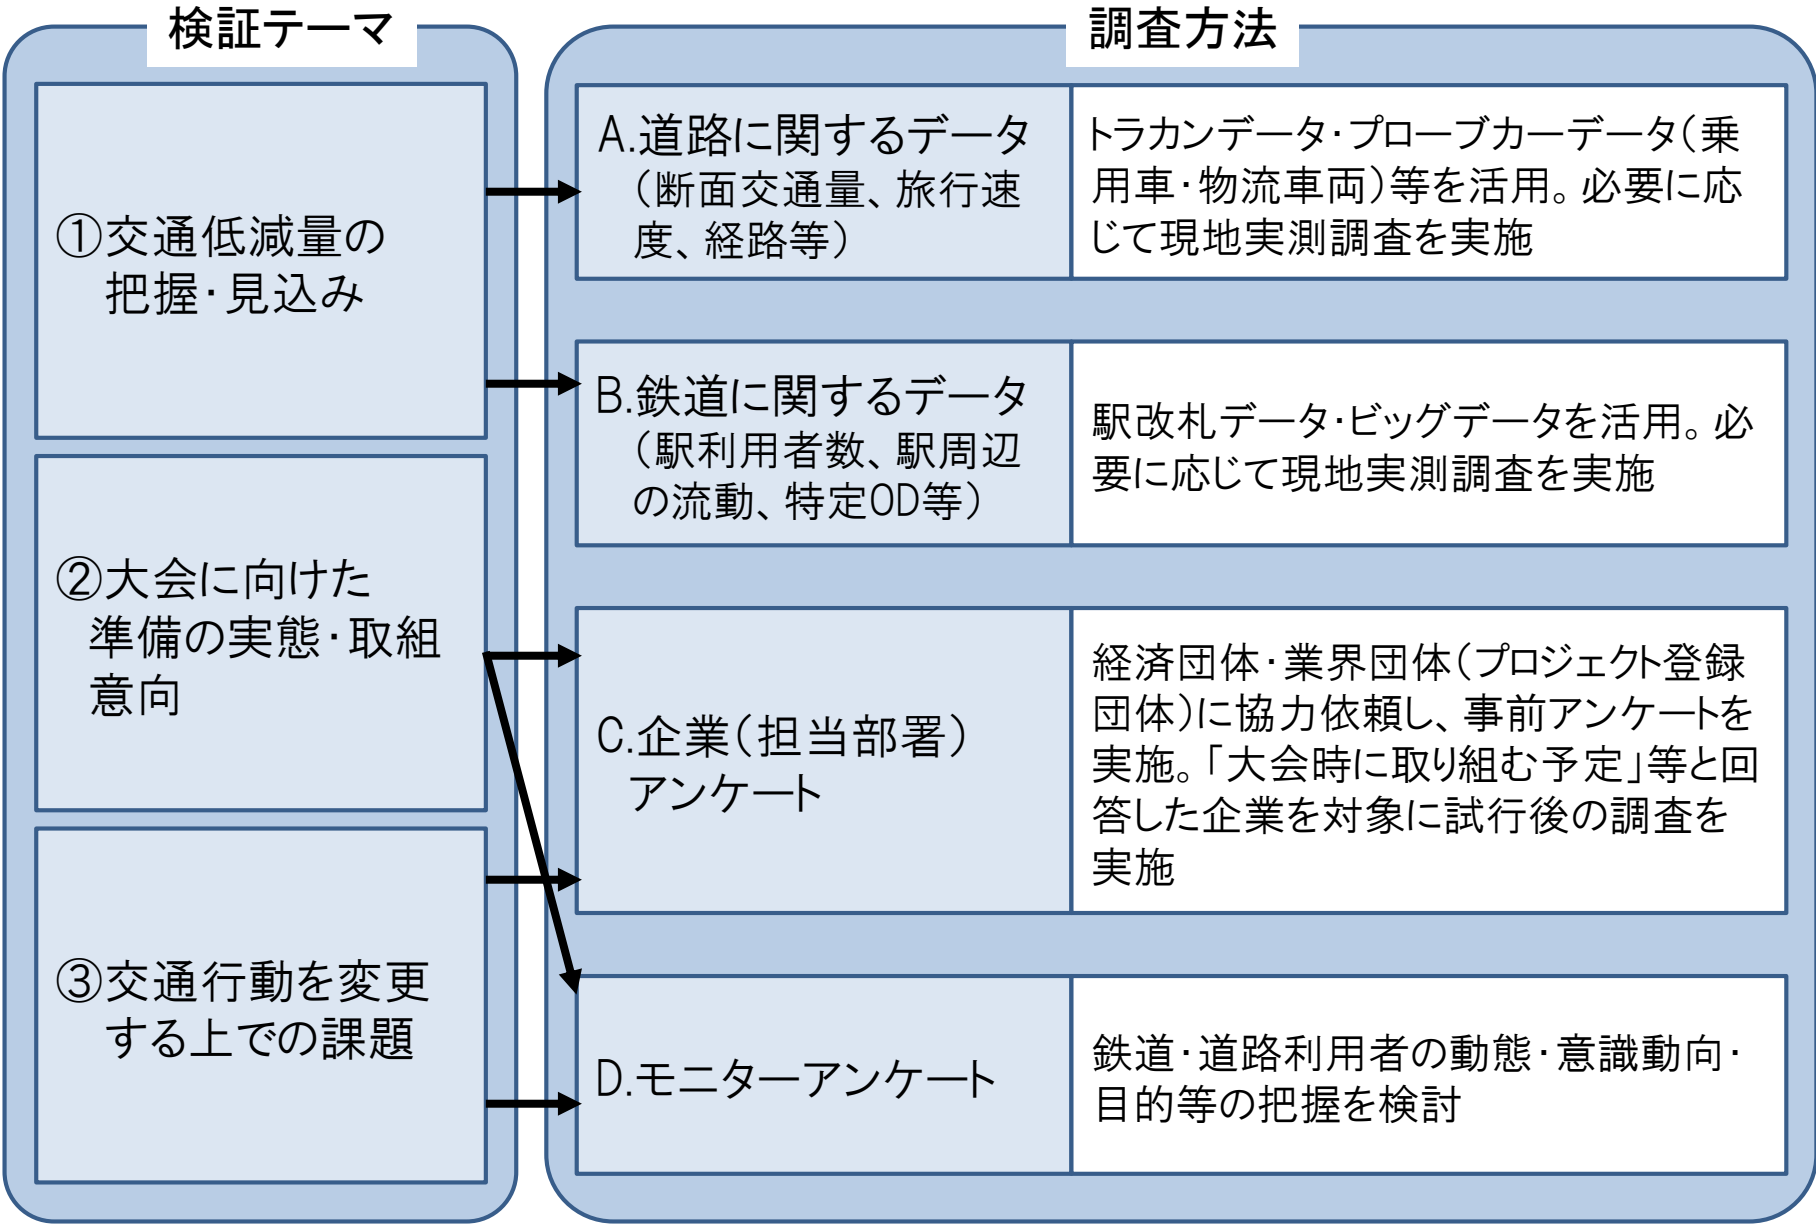 検証テーマ
①交通低減量の
把握・見込み
②大会に向けた
準備の実態・取組
意向
③交通行動を変更
する上での課題
調査方法
A.道路に関するデータ
（断面交通量、旅行速
度、経路等）
トラカンデータ・プローブカーデータ（乗
用車・物流車両）等を活用。必要に応
じて現地実測調査を実施
B.鉄道に関するデータ
（駅利用者数、駅周辺
の流動、特定OD等）
駅改札データ・ビッグデータを活用。必
要に応じて現地実測調査を実施
C.企業（担当部署）
アンケート
経済団体・業界団体（プロジェクト登録
団体）に協力依頼し、事前アンケートを
実施。「大会時に取り組む予定」等と回
答した企業を対象に試行後の調査を
実施
D.モニターアンケート
鉄道・道路利用者の動態・意識動向・
目的等の把握を検討